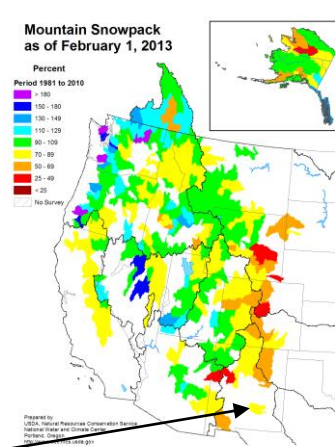 Mountain Snowpack
as of February 1, 2013
Percent
Period 1981 to 2010
> 180
150 - 180
130 - 149
110 - 129
90 - 109
70 - 89
50 - 69
25 - 49
< 25
No Survey
Prepared by
USDA, Natural Resources Conservation Service
National Water and Climate Center
Portland, Oregon